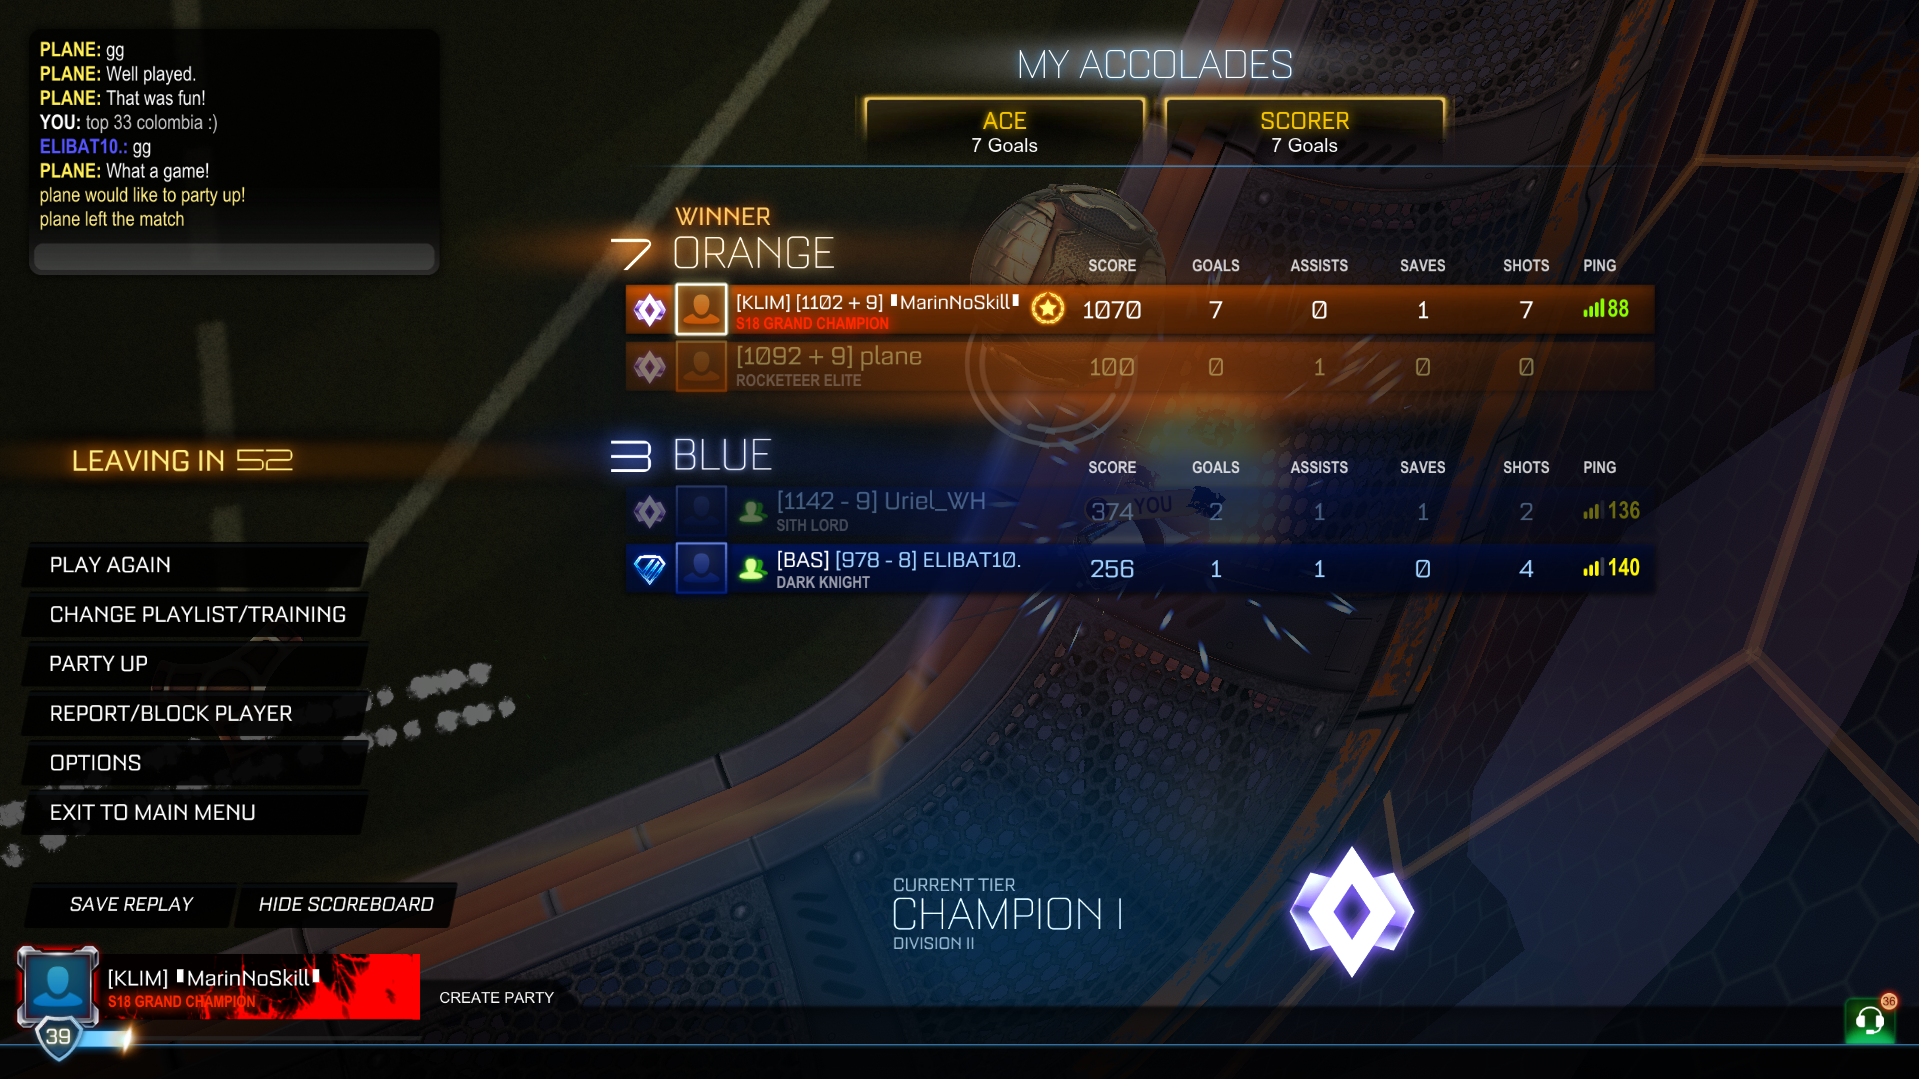 PLANE: gg
PLANE: Well played.
PLANE: That was fun!
YOU: top 33 colombia :)
ELIBAT10.: gg
PLANE: What a game!
plane would like to party up!
plane left the match
MY ACCOLADES
ACE
7 Goals
SCORER
7 Goals
WINNER
7 ORANGE
SCORE GOALS ASSISTS SAVES SHOTS PING
[KLIM] [1102 + 9] ▮MarinNoSkill▮ 1070 7 0 1 7 88
S18 GRAND CHAMPION
[1092 + 9] plane 100 0 1 0 0
ROCKETEER ELITE
3 BLUE
SCORE GOALS ASSISTS SAVES SHOTS PING
[1142 - 9] Uriel_WH 374 2 1 1 2 136
SITH LORD
YOU
[BAS] [978 - 8] ELIBAT10. 256 1 1 0 4 140
DARK KNIGHT
LEAVING IN 52
PLAY AGAIN
CHANGE PLAYLIST/TRAINING
PARTY UP
REPORT/BLOCK PLAYER
OPTIONS
EXIT TO MAIN MENU
SAVE REPLAY HIDE SCOREBOARD
CURRENT TIER
CHAMPION I
DIVISION II
[KLIM] ▮MarinNoSkill▮
S18 GRAND CHAMPION
39
CREATE PARTY
36